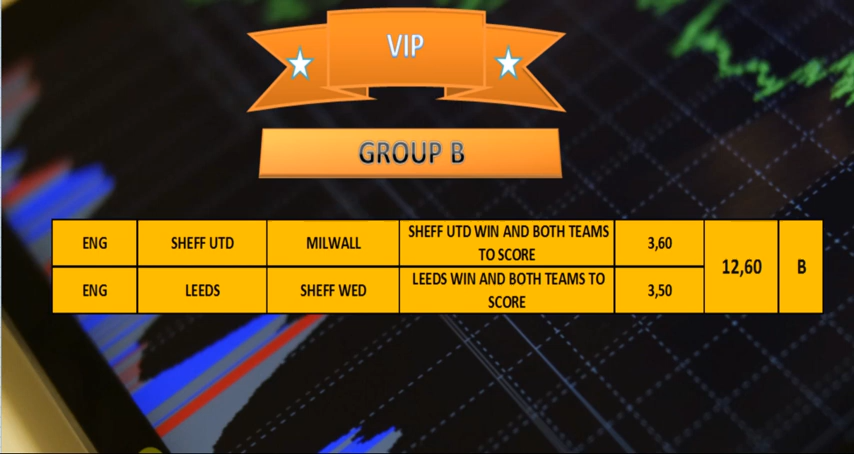 VIP
GROUP B
ENG SHEFF UTD MILWALL SHEFF UTD WIN AND BOTH TEAMS TO SCORE 3,60
ENG LEEDS SHEFF WED LEEDS WIN AND BOTH TEAMS TO SCORE 3,50
12,60 B